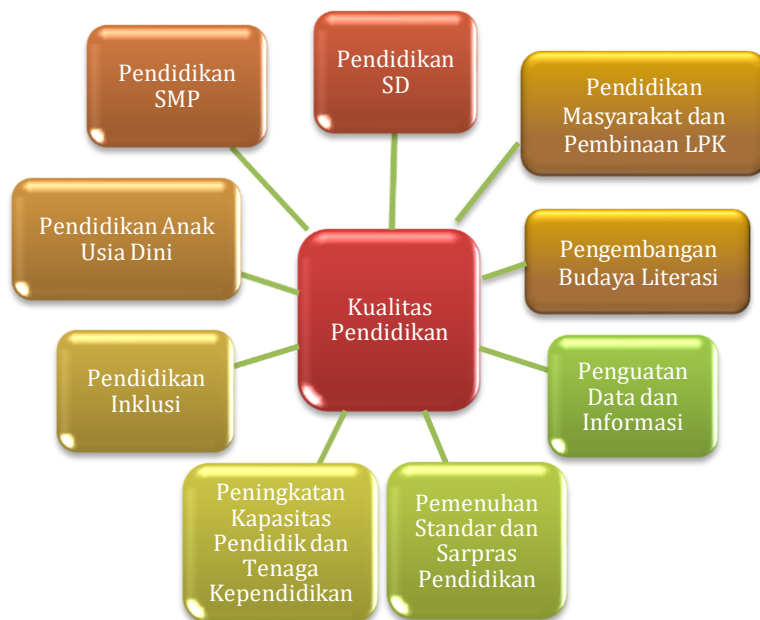 Pendidikan
SMP
Pendidikan
SD
Pendidikan
Masyarakat dan
Pembinaan LPK
Pendidikan Anak
Usia Dini
Pengembangan
Budaya Literasi
Kualitas
Pendidikan
Pendidikan
Inklusi
Penguatan
Data dan
Informasi
Peningkatan
Kapasitas
Pendidik dan
Tenaga
Kependidikan
Pemenuhan
Standar dan
Sarpras
Pendidikan